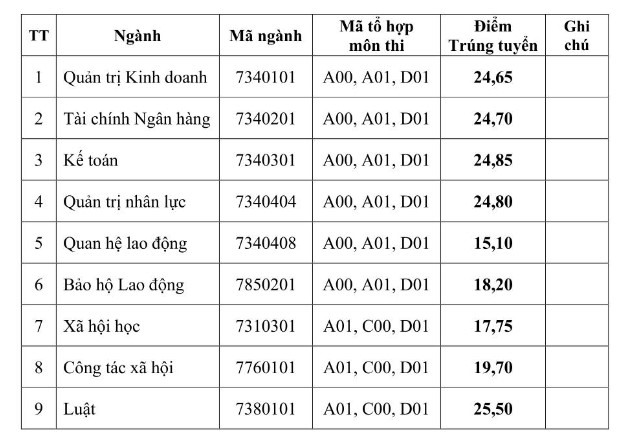 TT Ngành Mã ngành Mã tổ hợp môn thi Điểm Trúng tuyển Ghi chú
1 Quản trị Kinh doanh 7340101 A00, A01, D01 24,65
2 Tài chính Ngân hàng 7340201 A00, A01, D01 24,70
3 Kế toán 7340301 A00, A01, D01 24,85
4 Quản trị nhân lực 7340404 A00, A01, D01 24,80
5 Quan hệ lao động 7340408 A00, A01, D01 15,10
6 Bảo hộ Lao động 7850201 A00, A01, D01 18,20
7 Xã hội học 7310301 A01, C00, D01 17,75
8 Công tác xã hội 7760101 A01, C00, D01 19,70
9 Luật 7380101 A01, C00, D01 25,50